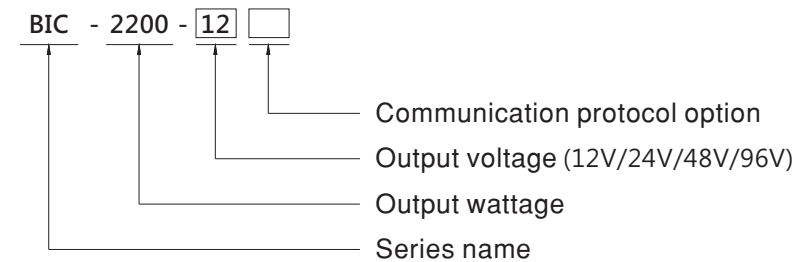 BIC - 2200 - 12
Communication protocol option
Output voltage (12V/24V/48V/96V)
Output wattage
Series name